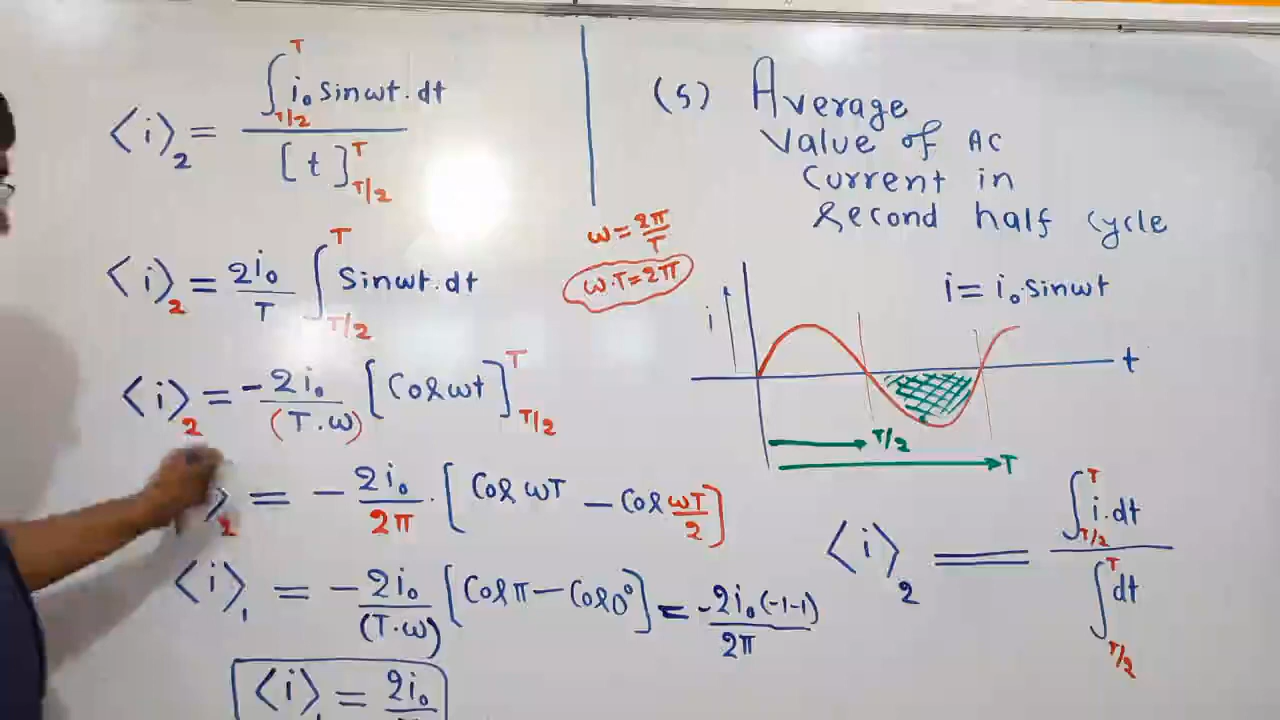 ⟨i⟩₂ = ∫_{T/2}^{T} i₀ sinωt.dt / [t]_{T/2}^{T}
⟨i⟩₂ = 2i₀/T ∫_{T/2}^{T} Sinωt.dt
⟨i⟩₂ = -2i₀/(T.ω) [Cosωt]_{T/2}^{T}
⟩₂ = -2i₀/2π . [CosωT - Cos ωT/2]
⟨i⟩₁ = -2i₀/(T.ω) [Cosπ - Cos0°] = -2i₀(-1-1)/2π
⟨i⟩₁ = 2i₀
ω = 2π/T
ω.T = 2π
(5) Average
Value of AC
Current in
Second half cycle
i = i₀ sinωt
i
t
T/2
T
⟨i⟩₂ = ∫_{T/2}^{T} i.dt / ∫_{T/2}^{T} dt